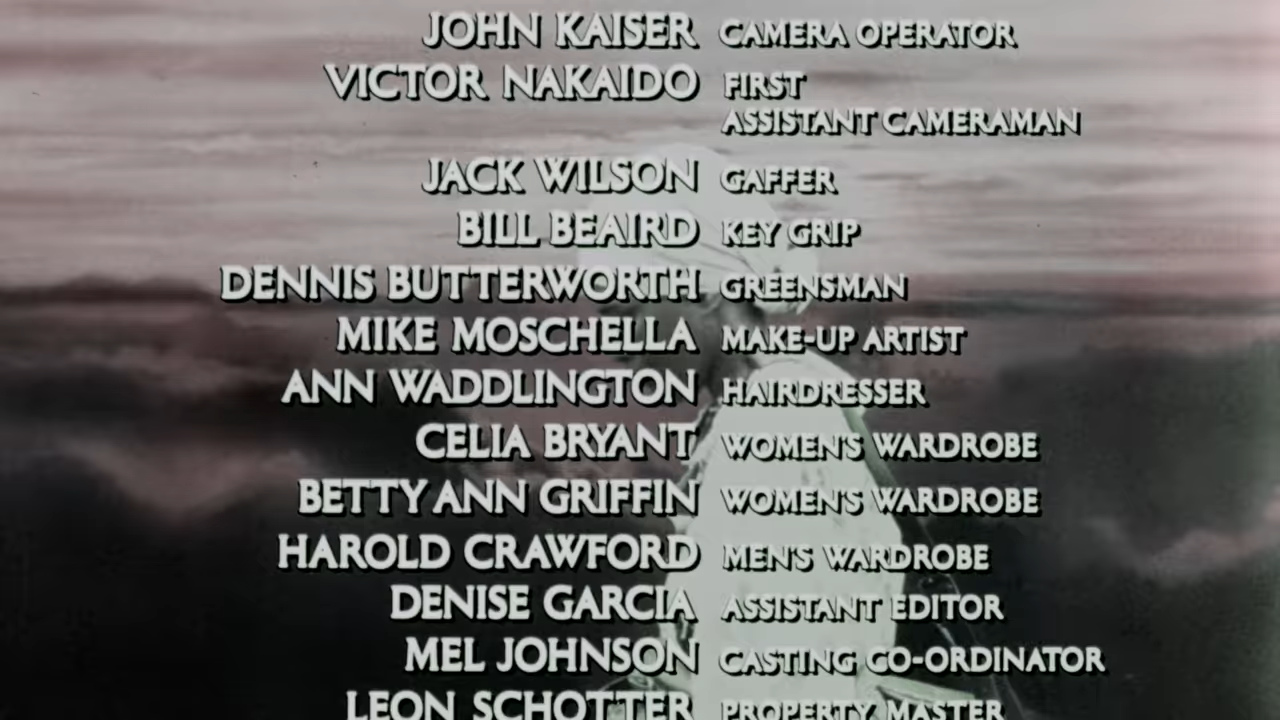 JOHN KAISER CAMERA OPERATOR
VICTOR NAKAIDO FIRST
ASSISTANT CAMERAMAN
JACK WILSON GAFFER
BILL BEAIRD KEY GRIP
DENNIS BUTTERWORTH GREENSMAN
MIKE MOSCHELLA MAKE-UP ARTIST
ANN WADDLINGTON HAIRDRESSER
CELIA BRYANT WOMEN'S WARDROBE
BETTY ANN GRIFFIN WOMEN'S WARDROBE
HAROLD CRAWFORD MEN'S WARDROBE
DENISE GARCIA ASSISTANT EDITOR
MEL JOHNSON CASTING CO-ORDINATOR
LEON SCHOTTER PROPERTY MASTER